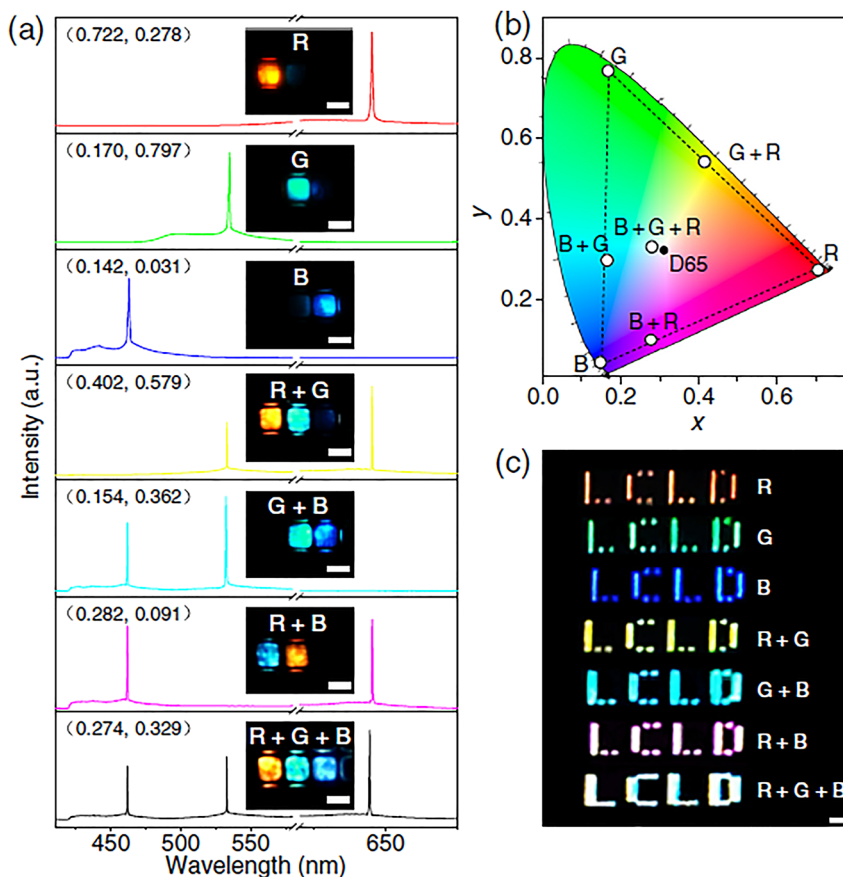 (a)
(0.722, 0.278)
R
(0.170, 0.797)
G
(0.142, 0.031)
B
(0.402, 0.579)
R + G
(0.154, 0.362)
G + B
(0.282, 0.091)
R + B
(0.274, 0.329)
R + G + B
Intensity (a.u.)
450 500 550 650
Wavelength (nm)
(b)
0.8
0.6
0.4
0.2
y
G
G + R
B + G + R
B + G
D65
R
B + R
B
0.0 0.2 0.4 0.6
x
(c)
LCLD R
LCLD G
LCLD B
LCLD R + G
LCLD G + B
LCLD R + B
LCLD R + G + B